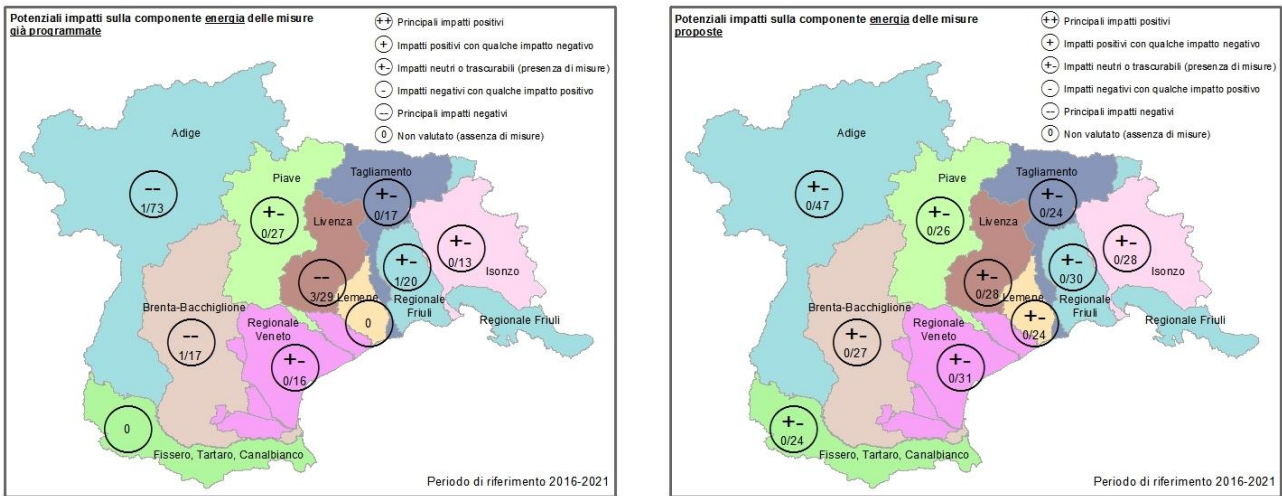 Potenziali impatti sulla componente energia delle misure
già programmate
++ Principali impatti positivi
+ Impatti positivi con qualche impatto negativo
+- Impatti neutri o trascurabili (presenza di misure)
- Impatti negativi con qualche impatto positivo
-- Principali impatti negativi
0 Non valutato (assenza di misure)
Adige
--
1/73
Piave
+-
0/27
Tagliamento
+-
0/17
Livenza
--
3/29
+-
0/13
Isonzo
+-
1/20
Lemene
0
Regionale
Friuli
Regionale Friuli
Brenta-Bacchiglione
--
1/17
Regionale
Veneto
+-
0/16
0
Fissero, Tartaro, Canalbianco
Periodo di riferimento 2016-2021
Potenziali impatti sulla componente energia delle misure
proposte
++ Principali impatti positivi
+ Impatti positivi con qualche impatto negativo
+- Impatti neutri o trascurabili (presenza di misure)
- Impatti negativi con qualche impatto positivo
-- Principali impatti negativi
0 Non valutato (assenza di misure)
Adige
+-
0/47
Piave
+-
0/26
Tagliamento
+-
0/24
Livenza
+-
0/28
+-
0/28
Isonzo
+-
0/30
Lemene
+-
0/24
Regionale
Friuli
Regionale Friuli
Brenta-Bacchiglione
+-
0/27
Regionale
Veneto
+-
0/31
+-
0/24
Fissero, Tartaro, Canalbianco
Periodo di riferimento 2016-2021